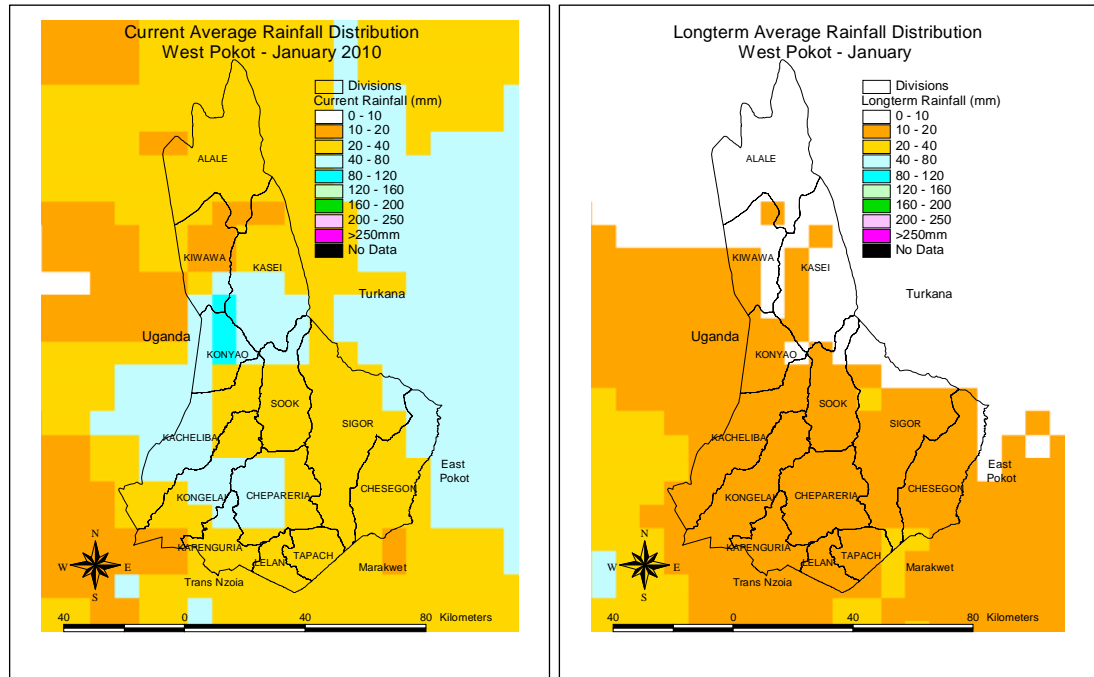 Current Average Rainfall Distribution
West Pokot - January 2010
Divisions
Current Rainfall (mm)
0 - 10
10 - 20
20 - 40
40 - 80
80 - 120
120 - 160
160 - 200
200 - 250
>250mm
No Data
ALALE
KIWAWA
KASEI
Turkana
Uganda
KONYAO
SOOK
SIGOR
KACHELIBA
East
Pokot
KONGELAI
CHEPARERIA
CHESEGON
KAPENGURIA
LELAN
TAPACH
Marakwet
Trans Nzoia
N
W
E
S
40
0
40
80
Kilometers
Longterm Average Rainfall Distribution
West Pokot - January
Divisions
Longterm Rainfall (mm)
0 - 10
10 - 20
20 - 40
40 - 80
80 - 120
120 - 160
160 - 200
200 - 250
>250mm
No Data
ALALE
KIWAWA
KASEI
Turkana
Uganda
KONYAO
SOOK
SIGOR
KACHELIBA
East
Pokot
KONGELAI
CHEPARERIA
CHESEGON
KAPENGURIA
LELAN
TAPACH
Marakwet
Trans Nzoia
N
W
E
S
40
0
40
80
Kilometers